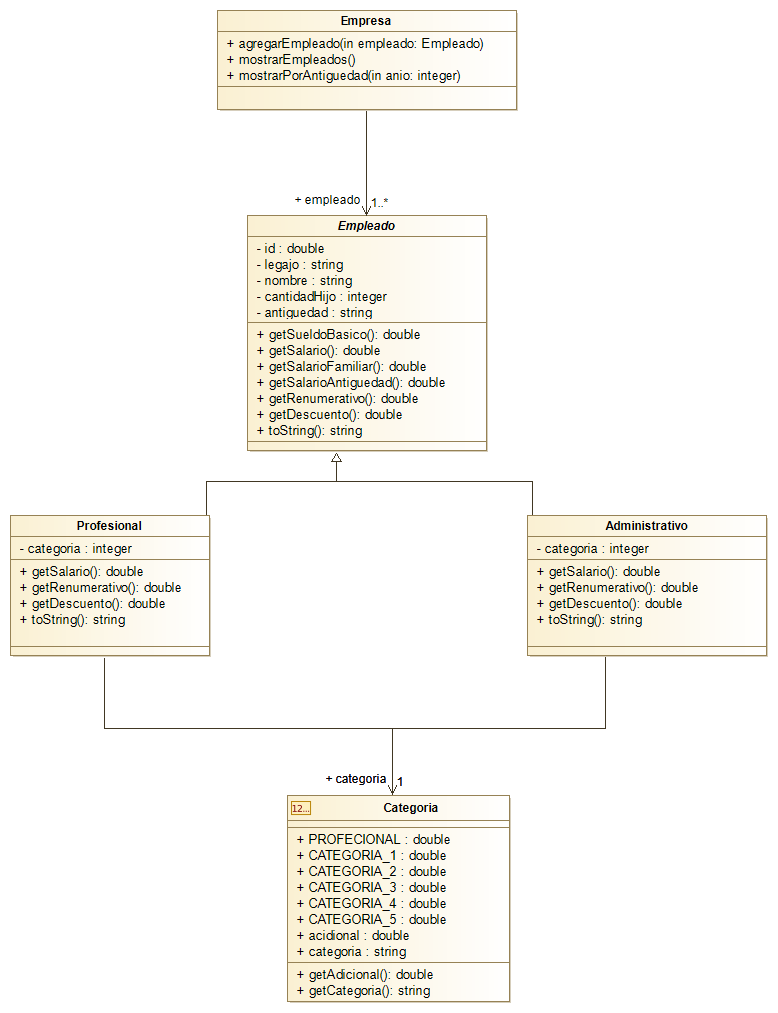 Empresa
+ agregarEmpleado(in empleado: Empleado)
+ mostrarEmpleados()
+ mostrarPorAntiguedad(in anio: integer)
+ empleado 1..*
Empleado
- id : double
- legajo : string
- nombre : string
- cantidadHijo : integer
- antiguedad : string
+ getSueldoBasico(): double
+ getSalario(): double
+ getSalarioFamiliar(): double
+ getSalarioAntiguedad(): double
+ getRenumerativo(): double
+ getDescuento(): double
+ toString(): string
Profesional
- categoria : integer
+ getSalario(): double
+ getRenumerativo(): double
+ getDescuento(): double
+ toString(): string
Administrativo
- categoria : integer
+ getSalario(): double
+ getRenumerativo(): double
+ getDescuento(): double
+ toString(): string
+ categoria 1
12... Categoria
+ PROFECIONAL : double
+ CATEGORIA_1 : double
+ CATEGORIA_2 : double
+ CATEGORIA_3 : double
+ CATEGORIA_4 : double
+ CATEGORIA_5 : double
+ acidional : double
+ categoria : string
+ getAdicional(): double
+ getCategoria(): string